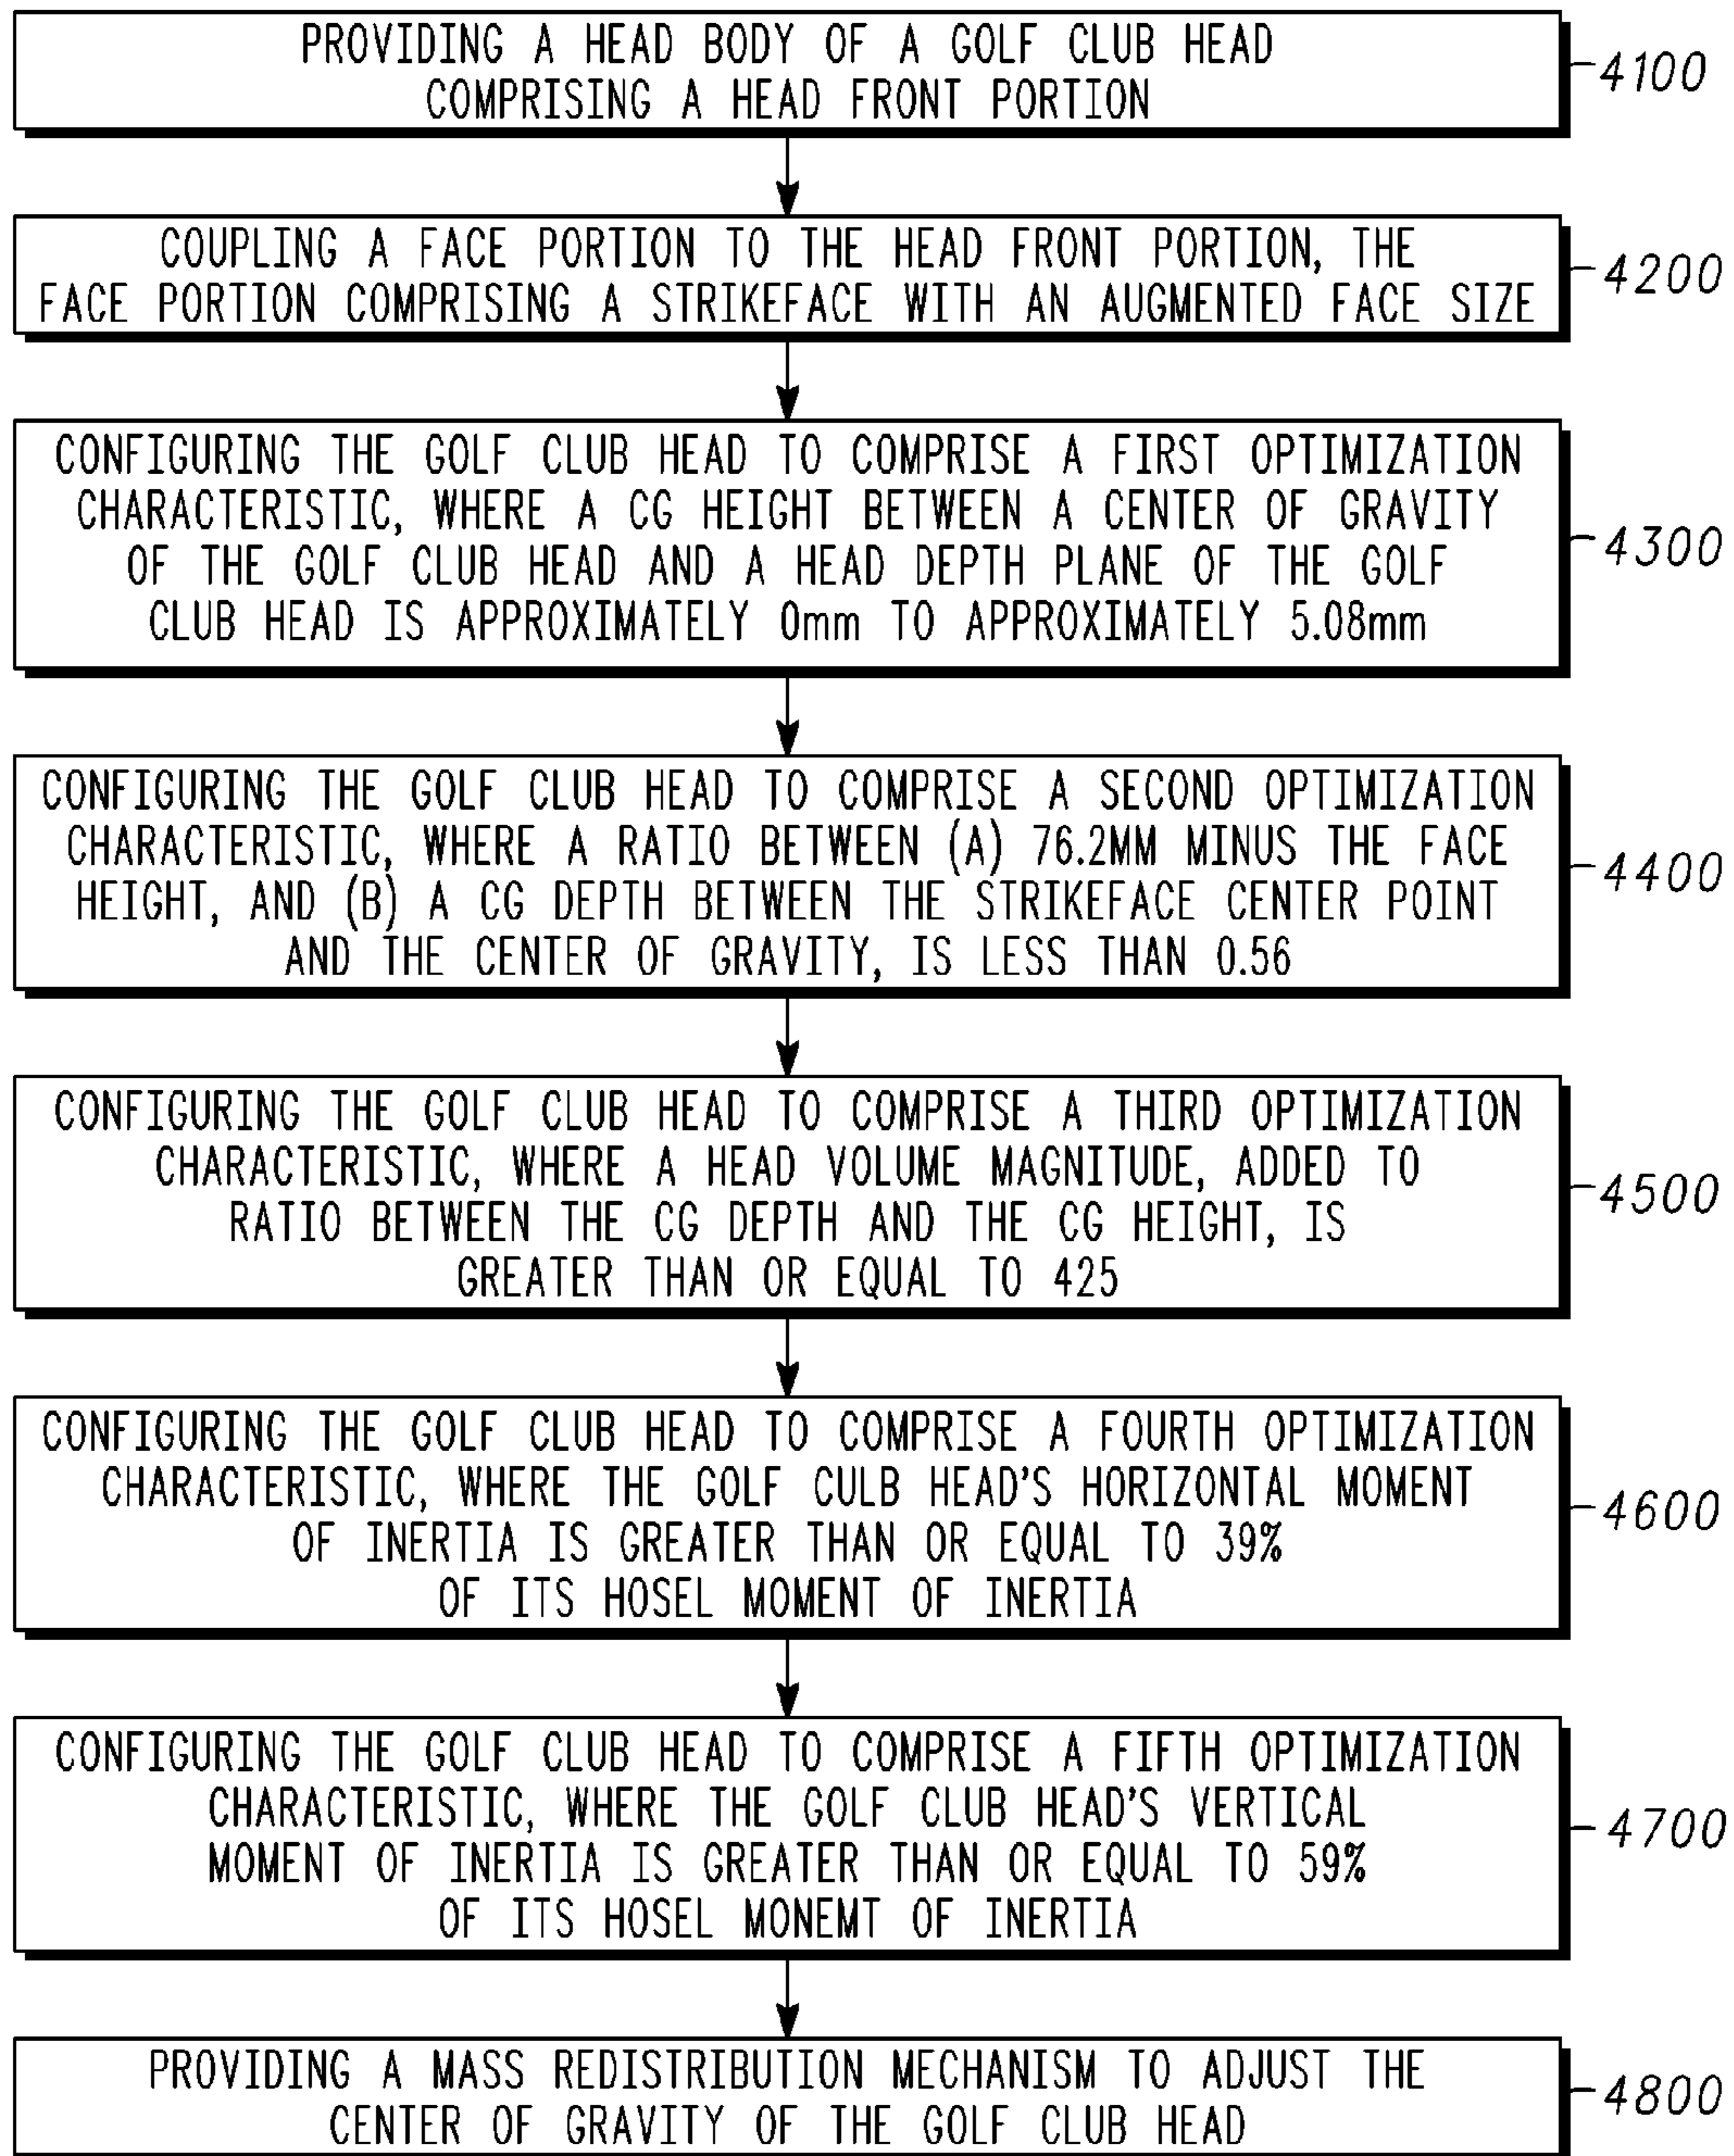 PROVIDING A HEAD BODY OF A GOLF CLUB HEAD
COMPRISING A HEAD FRONT PORTION
4100
COUPLING A FACE PORTION TO THE HEAD FRONT PORTION, THE
FACE PORTION COMPRISING A STRIKEFACE WITH AN AUGMENTED FACE SIZE
4200
CONFIGURING THE GOLF CLUB HEAD TO COMPRISE A FIRST OPTIMIZATION
CHARACTERISTIC, WHERE A CG HEIGHT BETWEEN A CENTER OF GRAVITY
OF THE GOLF CLUB HEAD AND A HEAD DEPTH PLANE OF THE GOLF
CLUB HEAD IS APPROXIMATELY 0mm TO APPROXIMATELY 5.08mm
4300
CONFIGURING THE GOLF CLUB HEAD TO COMPRISE A SECOND OPTIMIZATION
CHARACTERISTIC, WHERE A RATIO BETWEEN (A) 76.2MM MINUS THE FACE
HEIGHT, AND (B) A CG DEPTH BETWEEN THE STRIKEFACE CENTER POINT
AND THE CENTER OF GRAVITY, IS LESS THAN 0.56
4400
CONFIGURING THE GOLF CLUB HEAD TO COMPRISE A THIRD OPTIMIZATION
CHARACTERISTIC, WHERE A HEAD VOLUME MAGNITUDE, ADDED TO
RATIO BETWEEN THE CG DEPTH AND THE CG HEIGHT, IS
GREATER THAN OR EQUAL TO 425
4500
CONFIGURING THE GOLF CLUB HEAD TO COMPRISE A FOURTH OPTIMIZATION
CHARACTERISTIC, WHERE THE GOLF CULB HEAD'S HORIZONTAL MOMENT
OF INERTIA IS GREATER THAN OR EQUAL TO 39%
OF ITS HOSEL MOMENT OF INERTIA
4600
CONFIGURING THE GOLF CLUB HEAD TO COMPRISE A FIFTH OPTIMIZATION
CHARACTERISTIC, WHERE THE GOLF CLUB HEAD'S VERTICAL
MOMENT OF INERTIA IS GREATER THAN OR EQUAL TO 59%
OF ITS HOSEL MONEMT OF INERTIA
4700
PROVIDING A MASS REDISTRIBUTION MECHANISM TO ADJUST THE
CENTER OF GRAVITY OF THE GOLF CLUB HEAD
4800